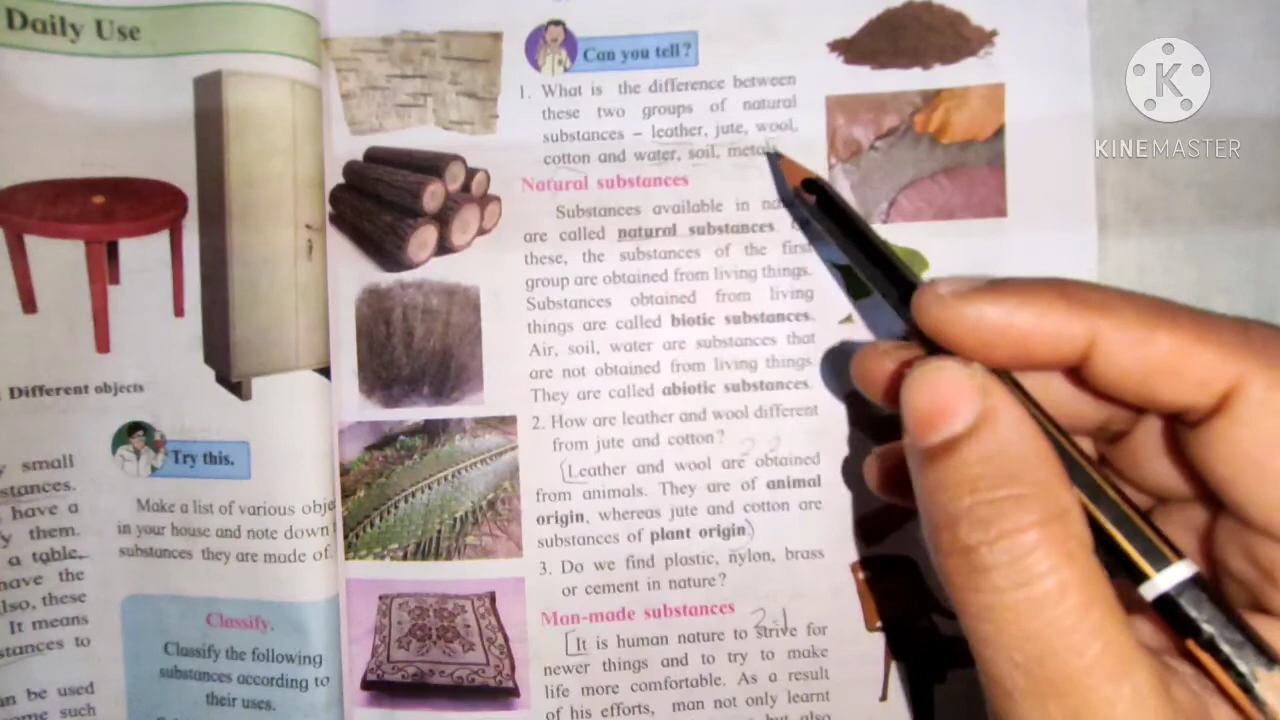 Daily Use
Different objects
y small
stances.
have a
y them.
a table,
have the
lso, these
It means
stances to
an be used
ome such
Try this.
Make a list of various obje
in your house and note down
substances they are made of.
Classify.
Classify the following
substances according to
their uses.
Can you tell?
1. What is the difference between
these two groups of natural
substances – leather, jute, wool,
cotton and water, soil, metals
Natural substances
Substances available in na
are called natural substances.
these, the substances of the first
group are obtained from living things.
Substances obtained from living
things are called biotic substances.
Air, soil, water are substances that
are not obtained from living things.
They are called abiotic substances.
2. How are leather and wool different
from jute and cotton?
Leather and wool are obtained
from animals. They are of animal
origin, whereas jute and cotton are
substances of plant origin.
3. Do we find plastic, nylon, brass
or cement in nature?
Man-made substances
It is human nature to strive for
newer things and to try to make
life more comfortable. As a result
of his efforts, man not only learnt
but also
K
KINEMASTER